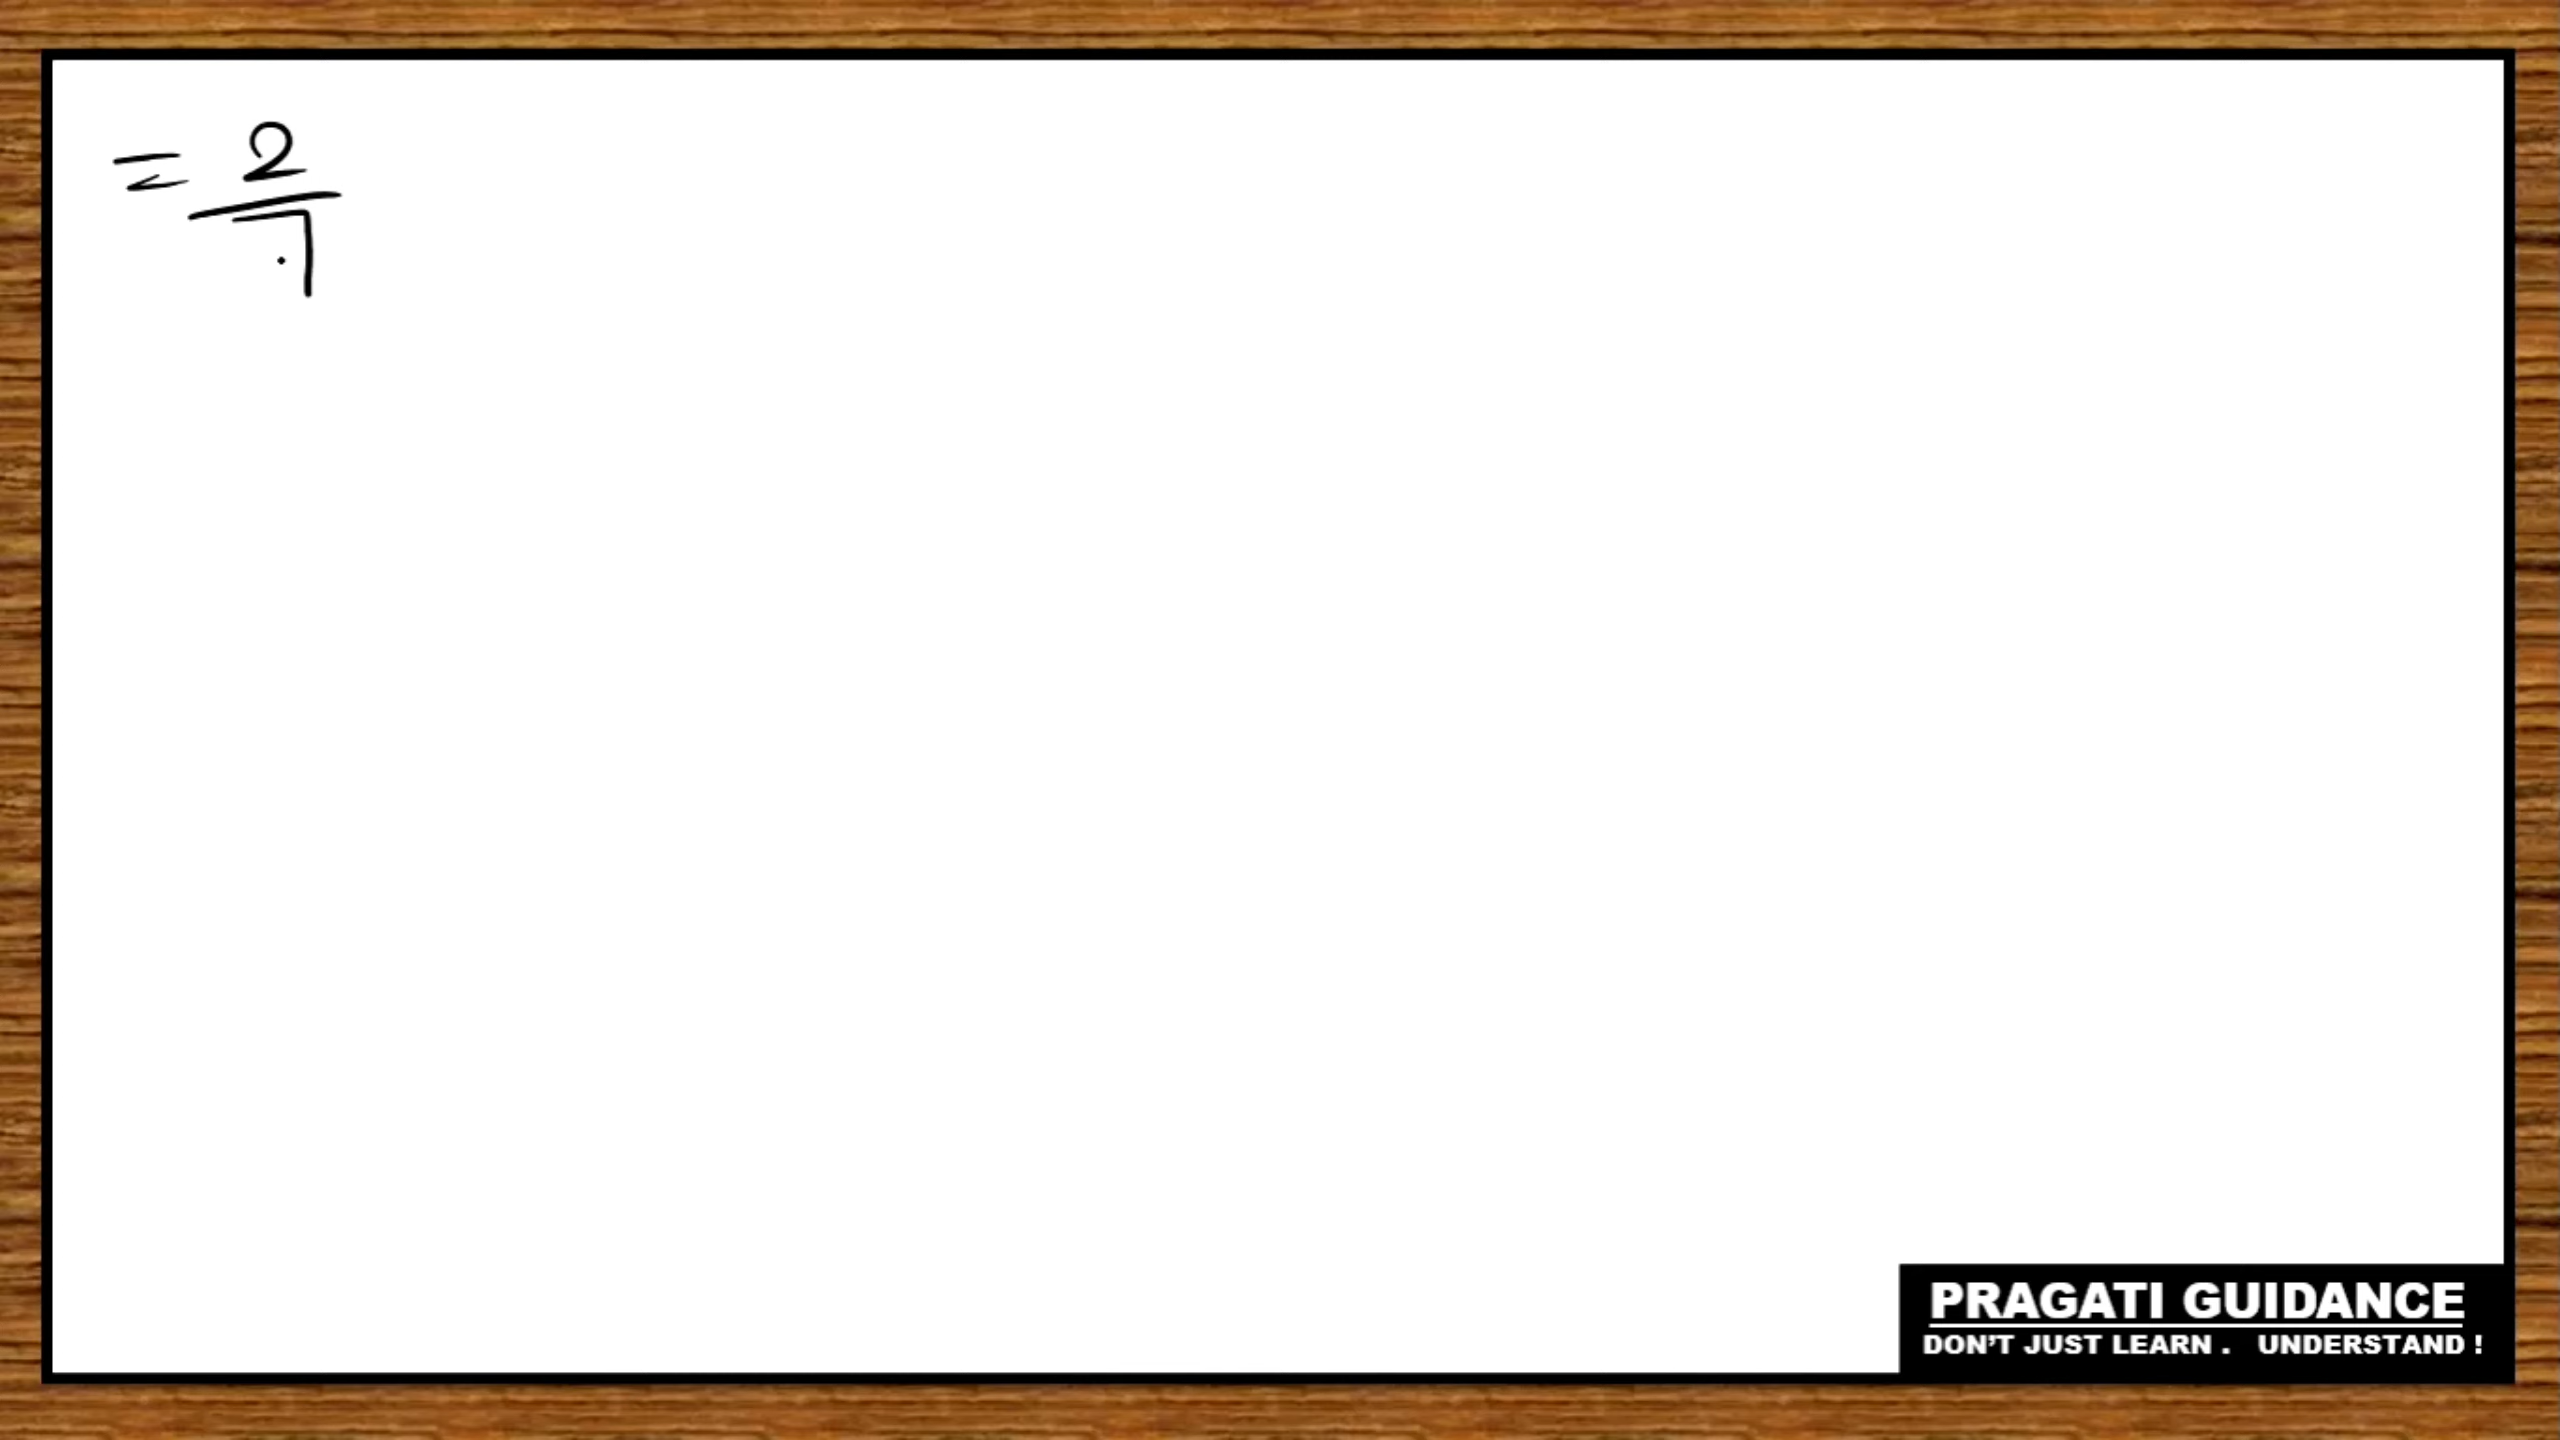 = 2/7
PRAGATI GUIDANCE
DON'T JUST LEARN . UNDERSTAND !